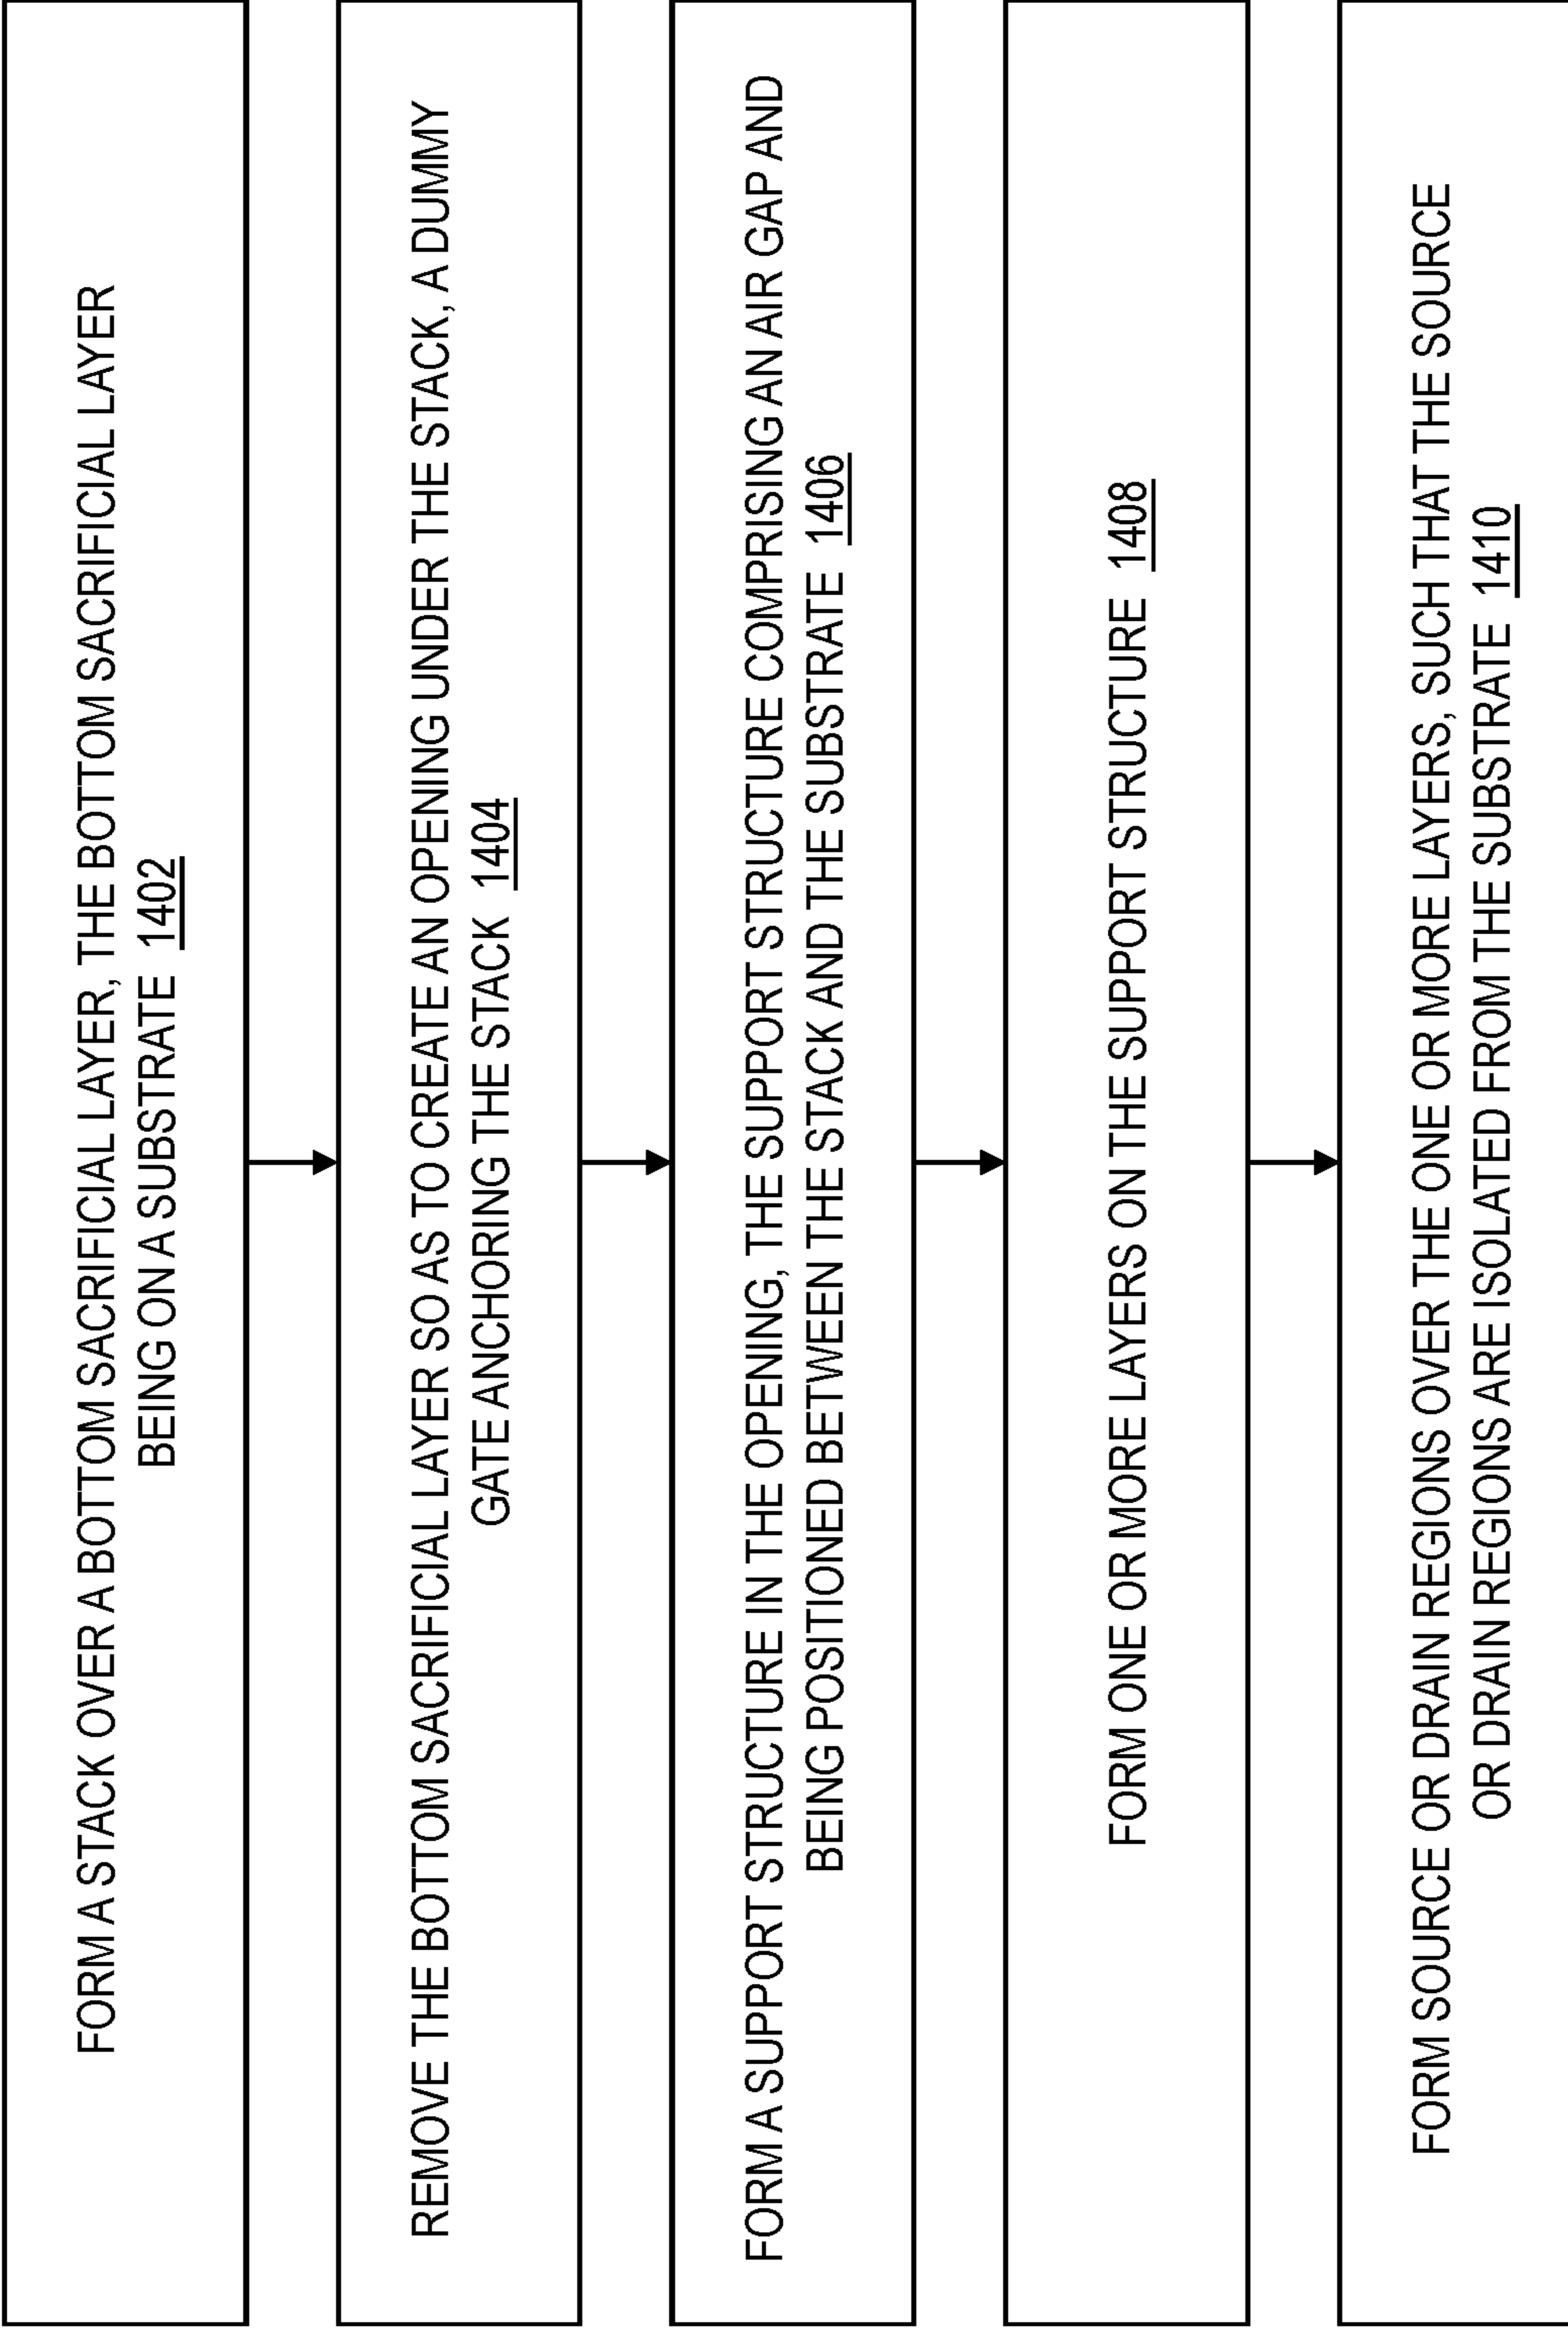 FORM A STACK OVER A BOTTOM SACRIFICIAL LAYER, THE BOTTOM SACRIFICIAL LAYER
BEING ON A SUBSTRATE 1402
REMOVE THE BOTTOM SACRIFICIAL LAYER SO AS TO CREATE AN OPENING UNDER THE STACK, A DUMMY
GATE ANCHORING THE STACK 1404
FORM A SUPPORT STRUCTURE IN THE OPENING, THE SUPPORT STRUCTURE COMPRISING AN AIR GAP AND
BEING POSITIONED BETWEEN THE STACK AND THE SUBSTRATE 1406
FORM ONE OR MORE LAYERS ON THE SUPPORT STRUCTURE 1408
FORM SOURCE OR DRAIN REGIONS OVER THE ONE OR MORE LAYERS, SUCH THAT THE SOURCE
OR DRAIN REGIONS ARE ISOLATED FROM THE SUBSTRATE 1410